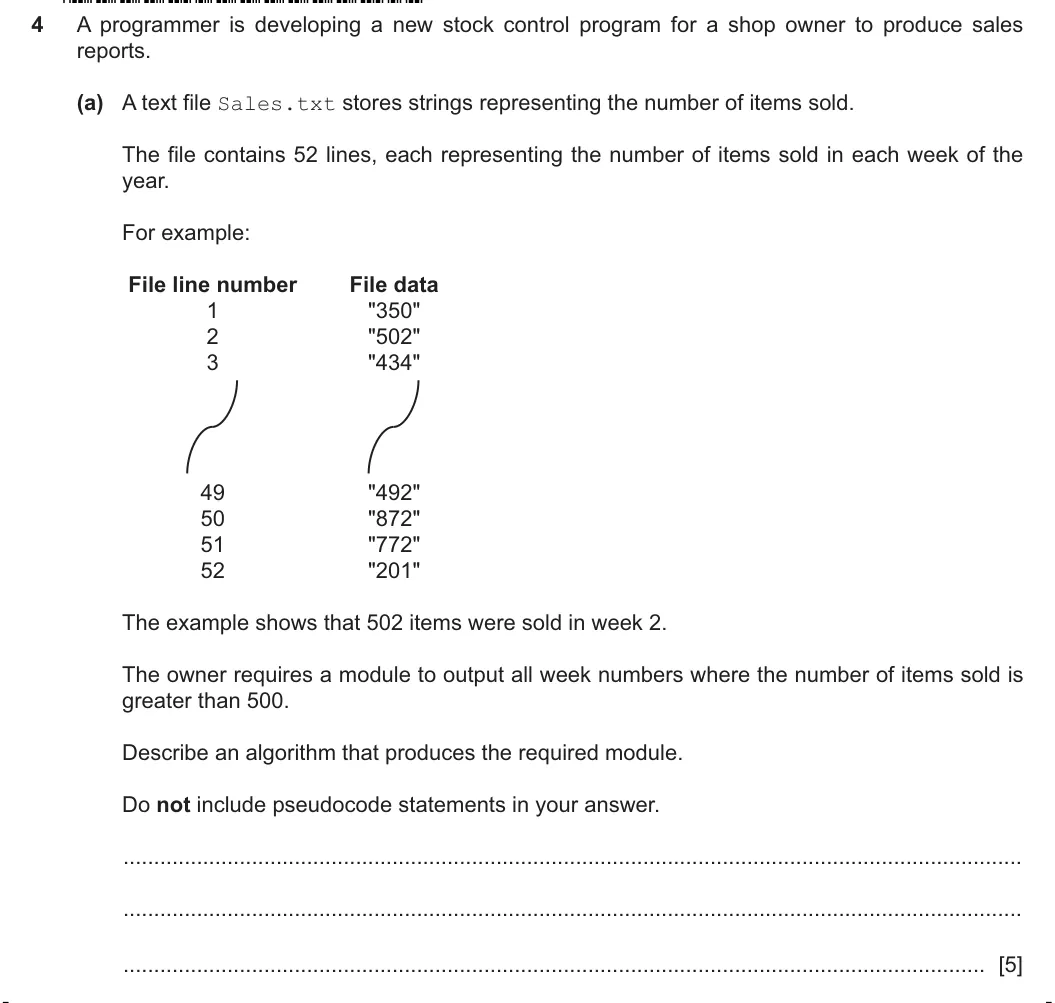 4 A programmer is developing a new stock control program for a shop owner to produce sales
reports.
(a) A text file Sales.txt stores strings representing the number of items sold.
The file contains 52 lines, each representing the number of items sold in each week of the
year.
For example:
File line number File data
1 "350"
2 "502"
3 "434"
49 "492"
50 "872"
51 "772"
52 "201"
The example shows that 502 items were sold in week 2.
The owner requires a module to output all week numbers where the number of items sold is
greater than 500.
Describe an algorithm that produces the required module.
Do not include pseudocode statements in your answer.
[5]